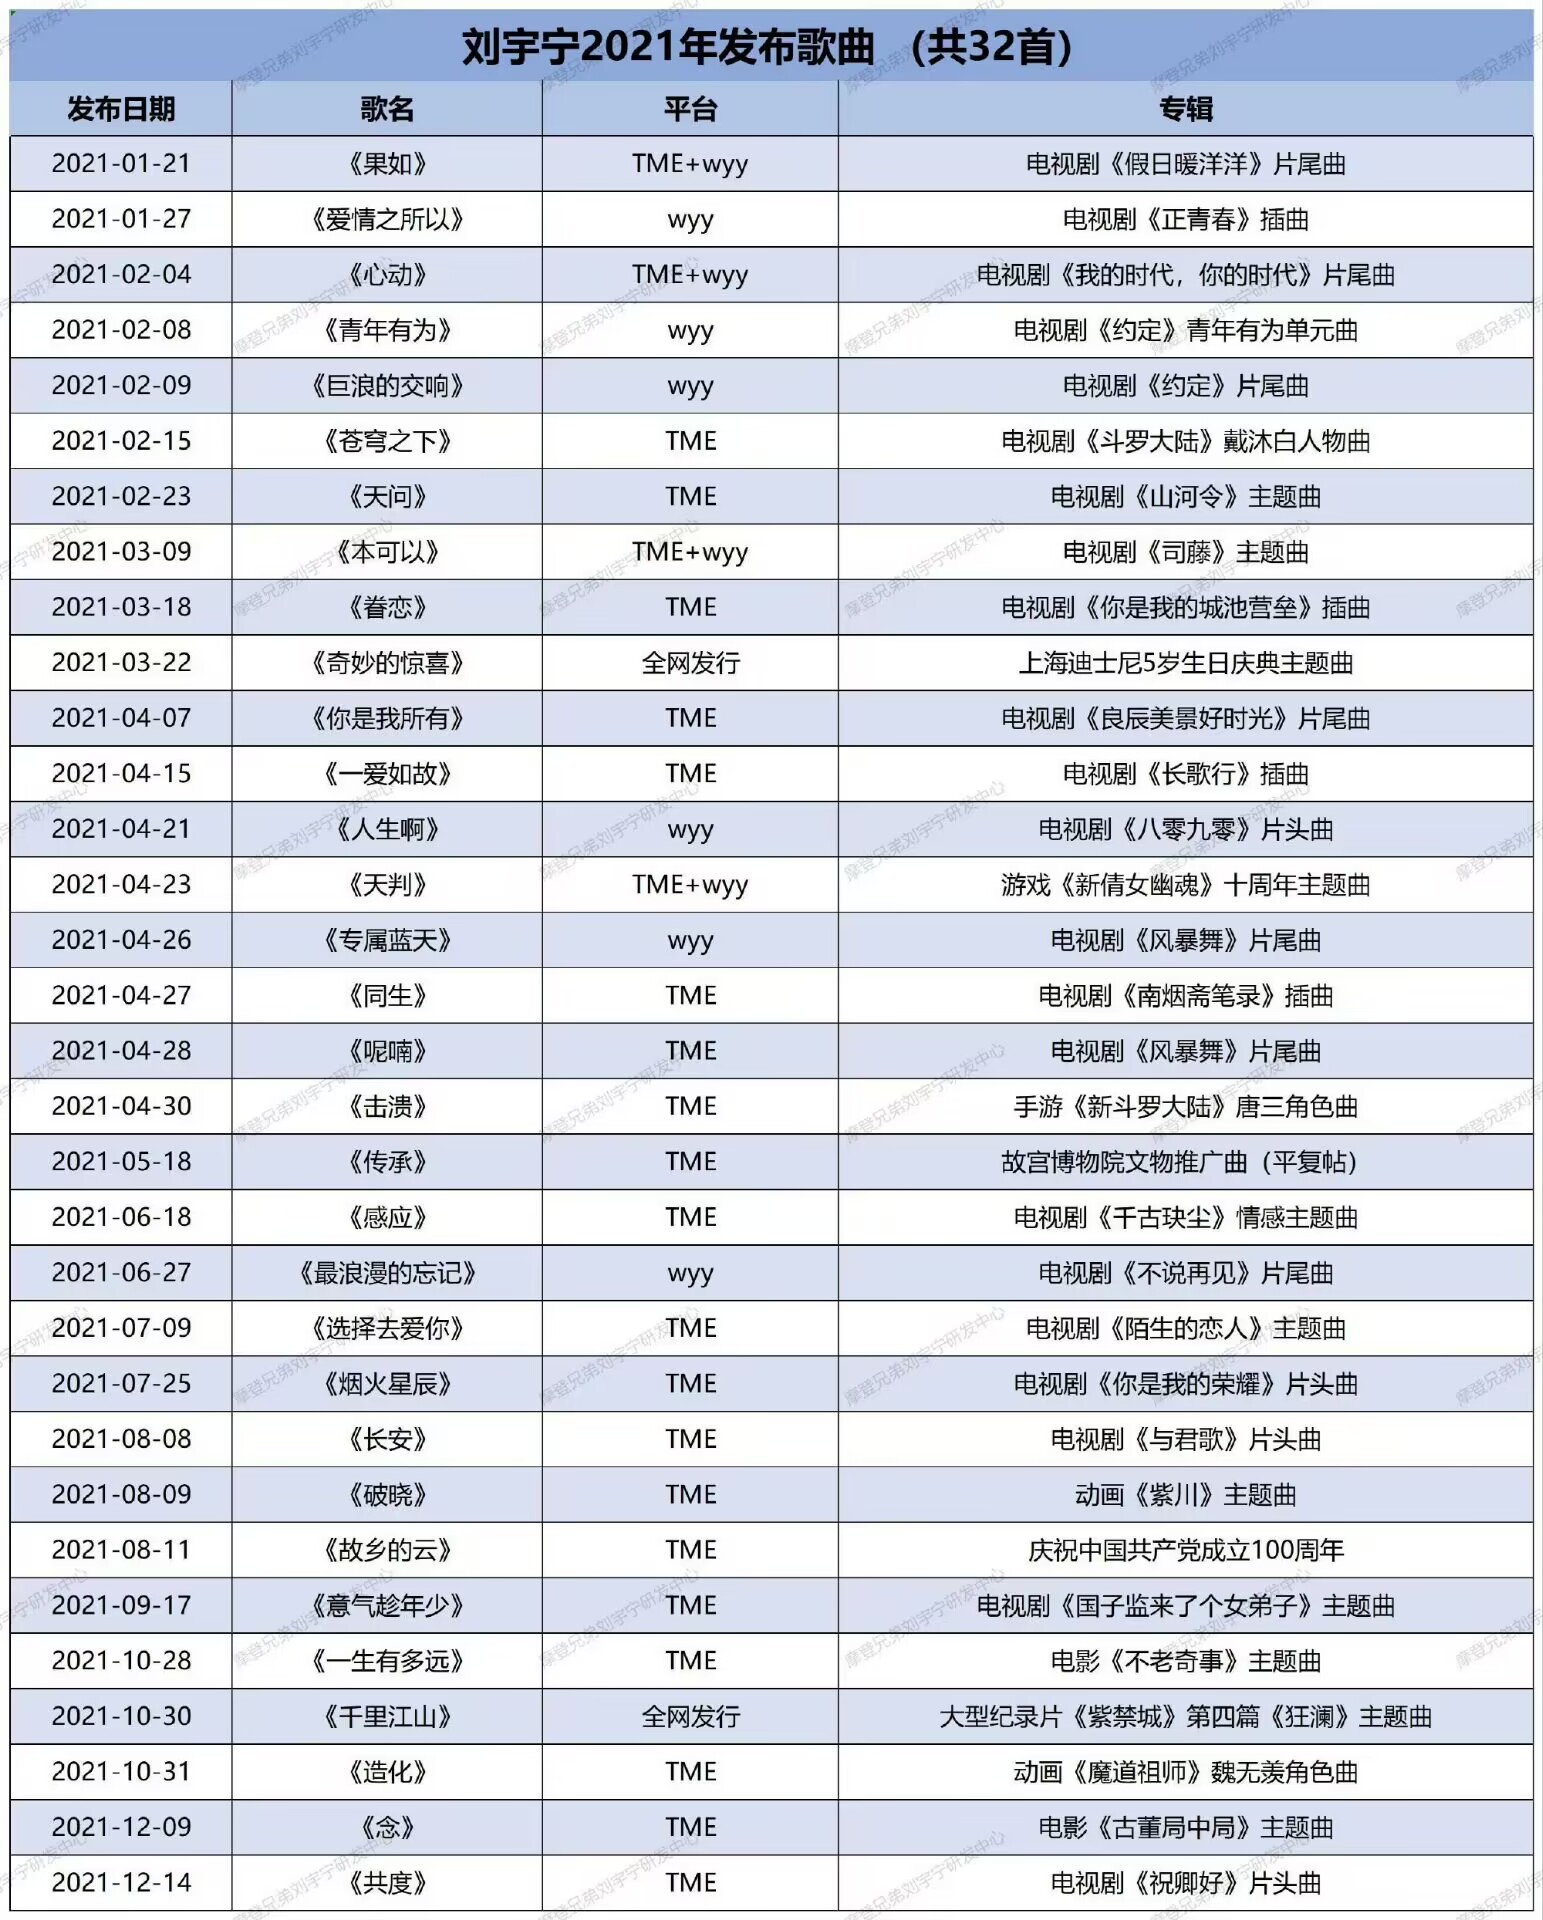 刘宇宁2021年发布歌曲 （共32首）
发布日期 歌名 平台 专辑
2021-01-21 《果如》 TME+wyy 电视剧《假日暖洋洋》片尾曲
2021-01-27 《爱情之所以》 wyy 电视剧《正青春》插曲
2021-02-04 《心动》 TME+wyy 电视剧《我的时代，你的时代》片尾曲
2021-02-08 《青年有为》 wyy 电视剧《约定》青年有为单元曲
2021-02-09 《巨浪的交响》 wyy 电视剧《约定》片尾曲
2021-02-15 《苍穹之下》 TME 电视剧《斗罗大陆》戴沐白人物曲
2021-02-23 《天问》 TME 电视剧《山河令》主题曲
2021-03-09 《本可以》 TME+wyy 电视剧《司藤》主题曲
2021-03-18 《眷恋》 TME 电视剧《你是我的城池营垒》插曲
2021-03-22 《奇妙的惊喜》 全网发行 上海迪士尼5岁生日庆典主题曲
2021-04-07 《你是我所有》 TME 电视剧《良辰美景好时光》片尾曲
2021-04-15 《一爱如故》 TME 电视剧《长歌行》插曲
2021-04-21 《人生啊》 wyy 电视剧《八零九零》片头曲
2021-04-23 《天判》 TME+wyy 游戏《新倩女幽魂》十周年主题曲
2021-04-26 《专属蓝天》 wyy 电视剧《风暴舞》片尾曲
2021-04-27 《同生》 TME 电视剧《南烟斋笔录》插曲
2021-04-28 《呢喃》 TME 电视剧《风暴舞》片尾曲
2021-04-30 《击溃》 TME 手游《新斗罗大陆》唐三角色曲
2021-05-18 《传承》 TME 故宫博物院文物推广曲（平复帖）
2021-06-18 《感应》 TME 电视剧《千古玦尘》情感主题曲
2021-06-27 《最浪漫的忘记》 wyy 电视剧《不说再见》片尾曲
2021-07-09 《选择去爱你》 TME 电视剧《陌生的恋人》主题曲
2021-07-25 《烟火星辰》 TME 电视剧《你是我的荣耀》片头曲
2021-08-08 《长安》 TME 电视剧《与君歌》片头曲
2021-08-09 《破晓》 TME 动画《紫川》主题曲
2021-08-11 《故乡的云》 TME 庆祝中国共产党成立100周年
2021-09-17 《意气趁年少》 TME 电视剧《国子监来了个女弟子》主题曲
2021-10-28 《一生有多远》 TME 电影《不老奇事》主题曲
2021-10-30 《千里江山》 全网发行 大型纪录片《紫禁城》第四篇《狂澜》主题曲
2021-10-31 《造化》 TME 动画《魔道祖师》魏无羡角色曲
2021-12-09 《念》 TME 电影《古董局中局》主题曲
2021-12-14 《共度》 TME 电视剧《祝卿好》片头曲
摩登兄弟刘宇宁研发中心